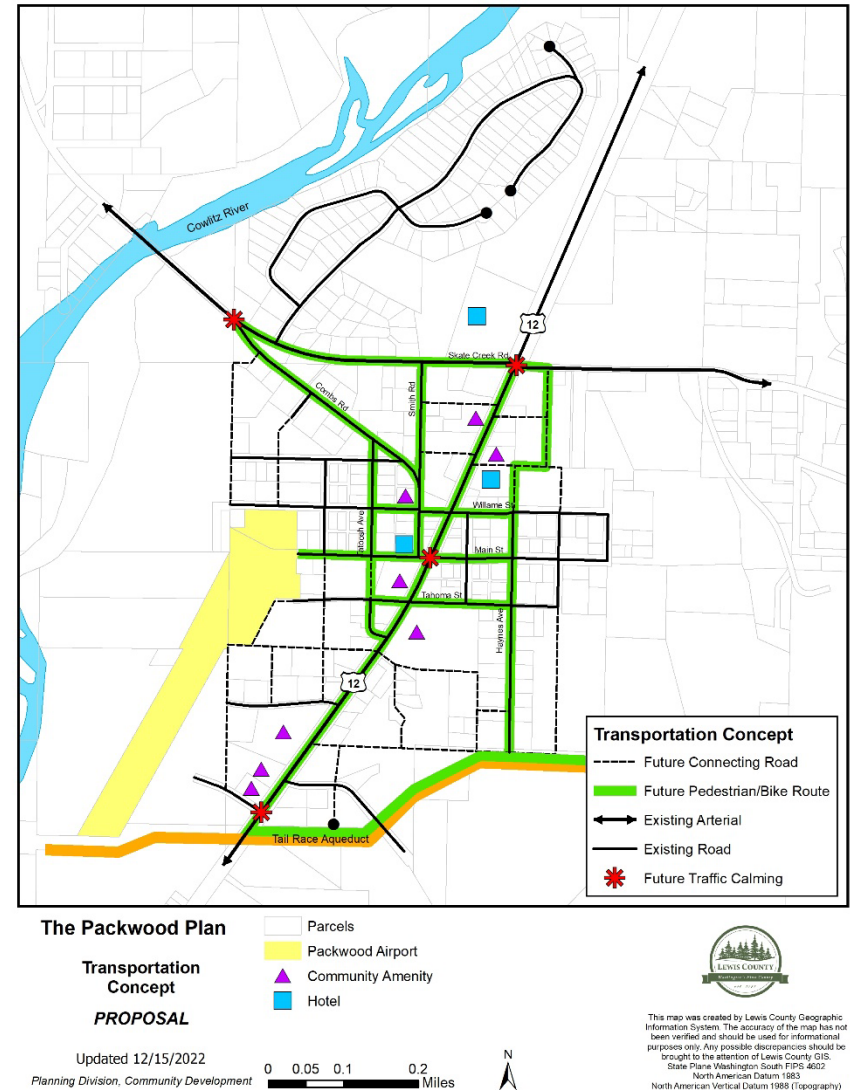 Cowlitz River
12
Skate Creek Rd
Combs Rd
Smith Rd
Willame St
Main St
Tahoma St
Haynes Ave
12
Tail Race Aqueduct
Transportation Concept
Future Connecting Road
Future Pedestrian/Bike Route
Existing Arterial
Existing Road
Future Traffic Calming
The Packwood Plan
Transportation
Concept
PROPOSAL
Updated 12/15/2022
Planning Division, Community Development
Parcels
Packwood Airport
Community Amenity
Hotel
0 0.05 0.1 0.2
Miles
N
LEWIS COUNTY
This map was created by Lewis County Geographic
Information System. The accuracy of the map has not
been verified and should be used for informational
purposes only. Any possible discrepancies should be
brought to the attention of Lewis County GIS.
State Plane Washington South FIPS 4602
North American Datum 1983
North American Vertical Datum 1988 (Topography)